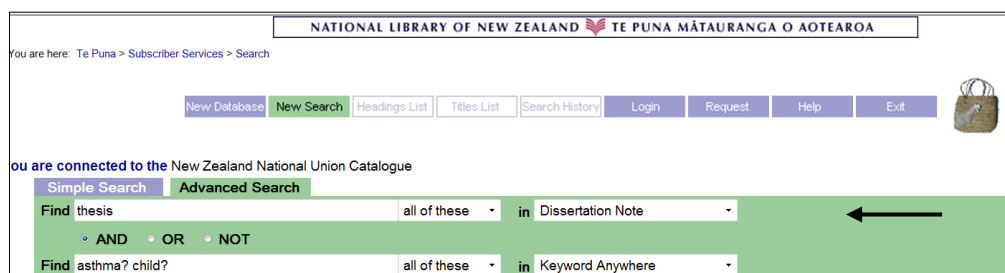 NATIONAL LIBRARY OF NEW ZEALAND TE PUNA MĀTAURANGA O AOTEAROA
You are here: Te Puna > Subscriber Services > Search
New Database New Search Headings List Titles List Search History Login Request Help Exit
ou are connected to the New Zealand National Union Catalogue
Simple Search Advanced Search
Find thesis all of these in Dissertation Note
AND OR NOT
Find asthma? child? all of these in Keyword Anywhere